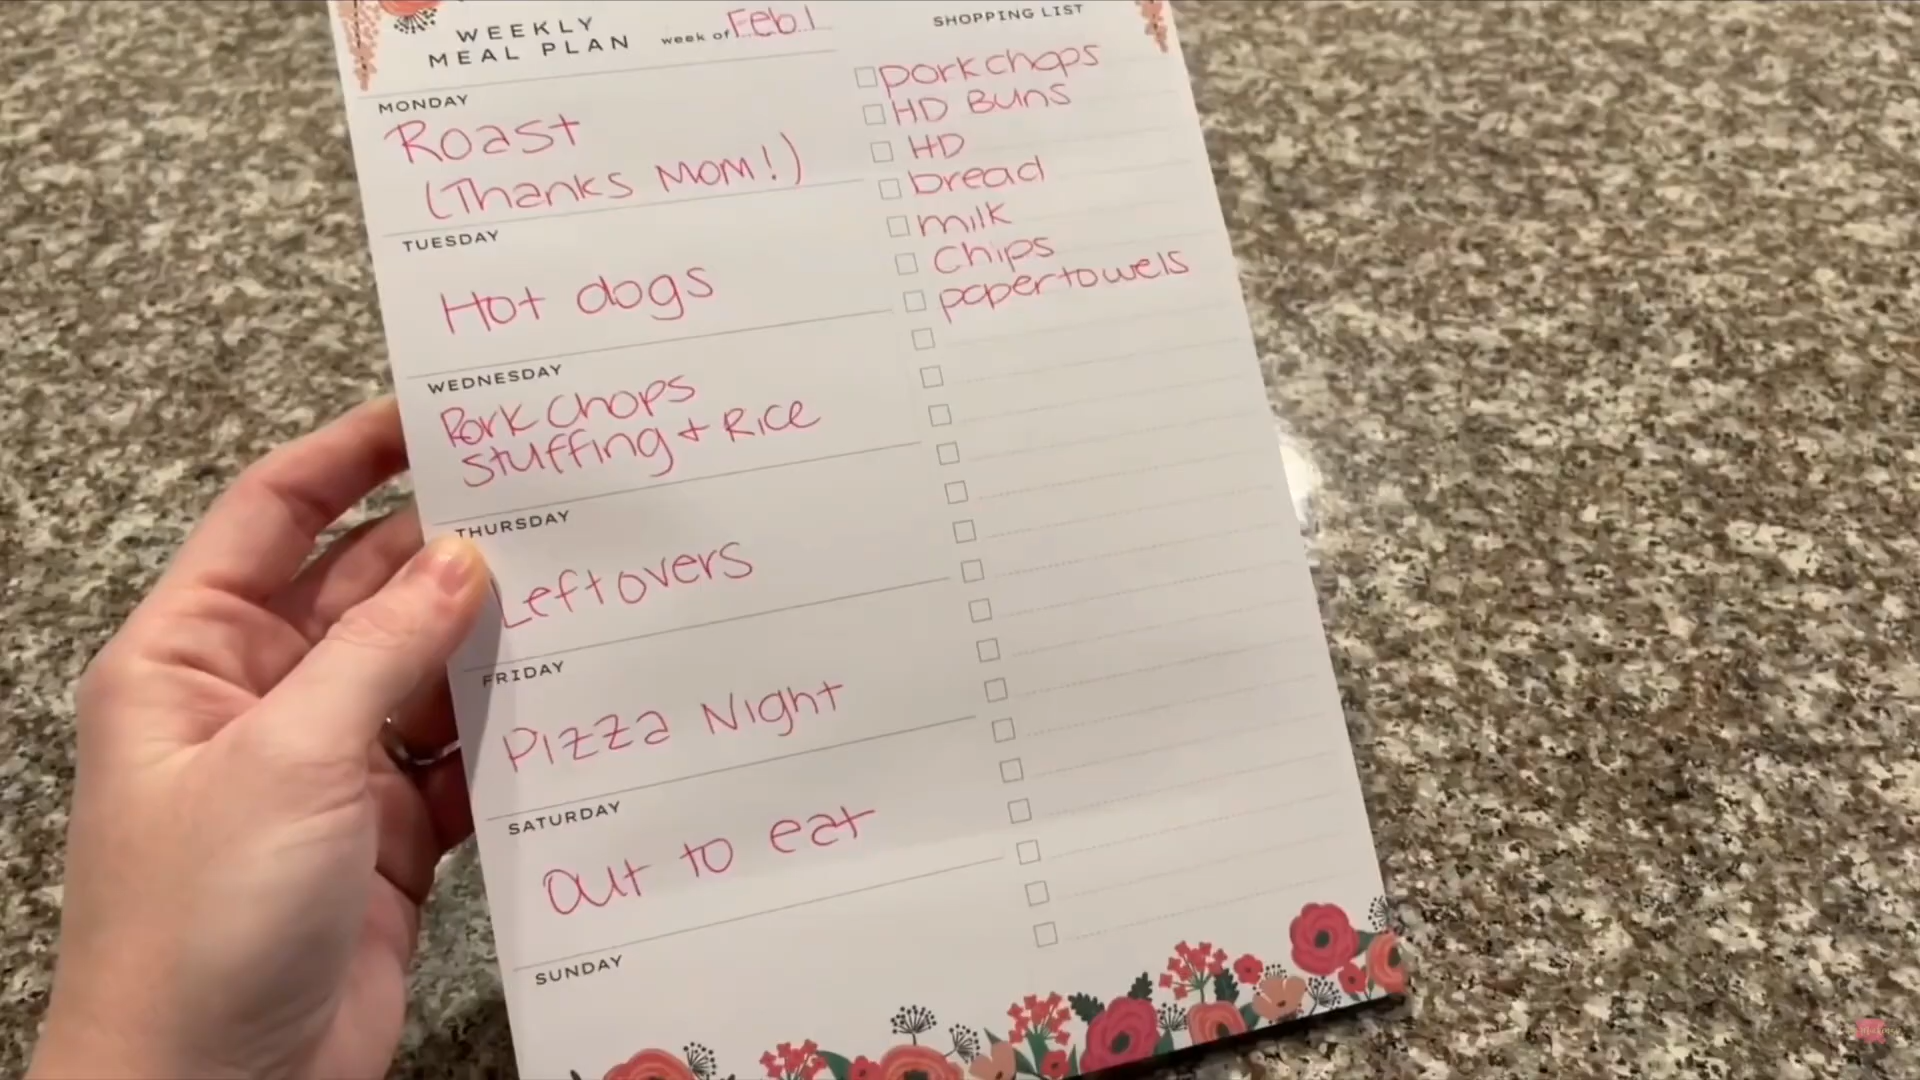 WEEKLY
MEAL PLAN
week of Feb 1
MONDAY
Roast
(Thanks Mom!)
TUESDAY
Hot dogs
WEDNESDAY
Pork Chops
Stuffing + Rice
THURSDAY
Leftovers
FRIDAY
Pizza Night
SATURDAY
Out to eat
SUNDAY
SHOPPING LIST
porkchops
HD Buns
HD
bread
milk
Chips
papertowels